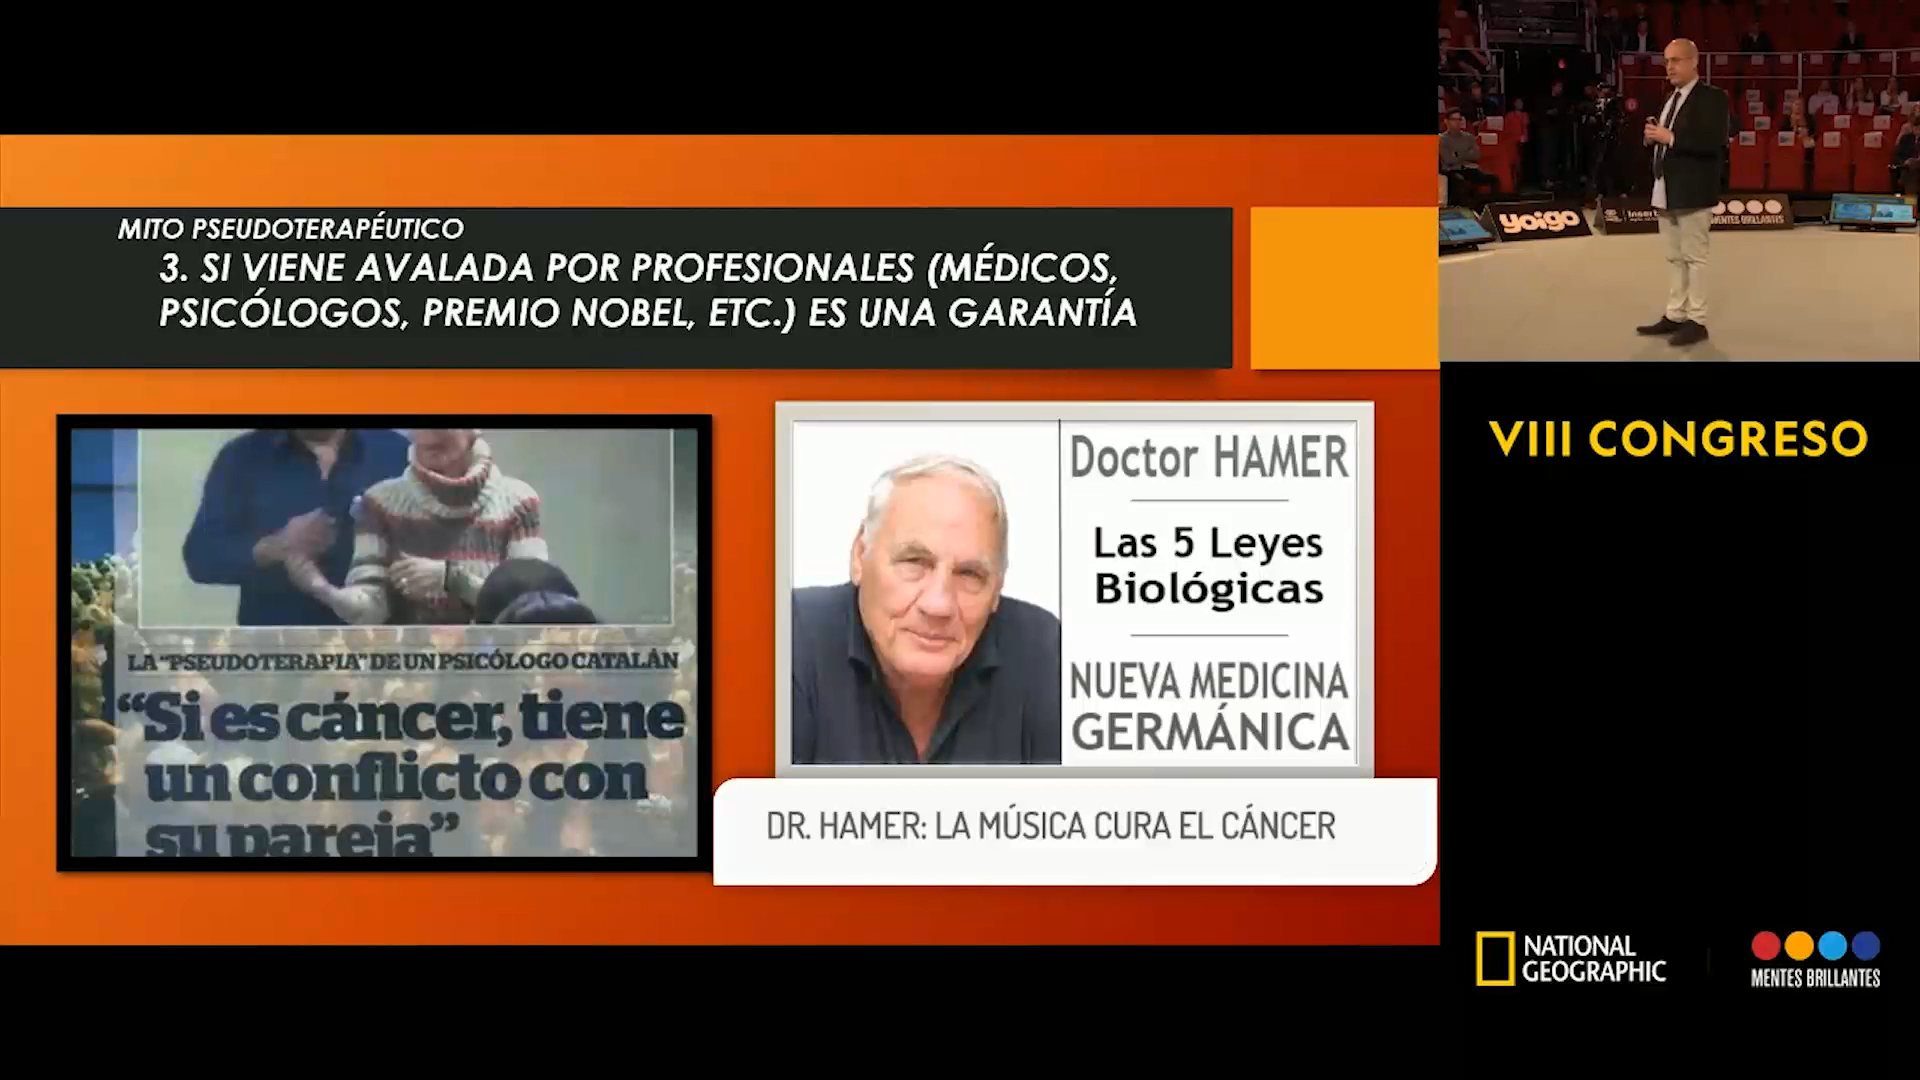 MITO PSEUDOTERAPÉUTICO
3. SI VIENE AVALADA POR PROFESIONALES (MÉDICOS,
PSICÓLOGOS, PREMIO NOBEL, ETC.) ES UNA GARANTÍA
LA "PSEUDOTERAPIA" DE UN PSICÓLOGO CATALÁN
“Si es cáncer, tiene
un conflicto con
su pareja”
Doctor HAMER
Las 5 Leyes
Biológicas
NUEVA MEDICINA
GERMÁNICA
DR. HAMER: LA MÚSICA CURA EL CÁNCER
yoigo
MENTES BRILLANTES
VIII CONGRESO
NATIONAL
GEOGRAPHIC
MENTES BRILLANTES